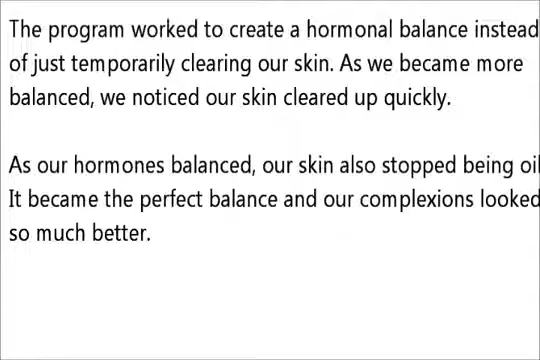 The program worked to create a hormonal balance instead
of just temporarily clearing our skin. As we became more
balanced, we noticed our skin cleared up quickly.
As our hormones balanced, our skin also stopped being
It became the perfect balance and our complexions looked
so much better.